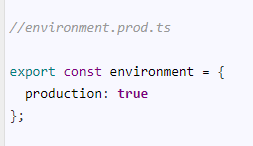 //environment.prod.ts
export const environment = {
  production: true
};